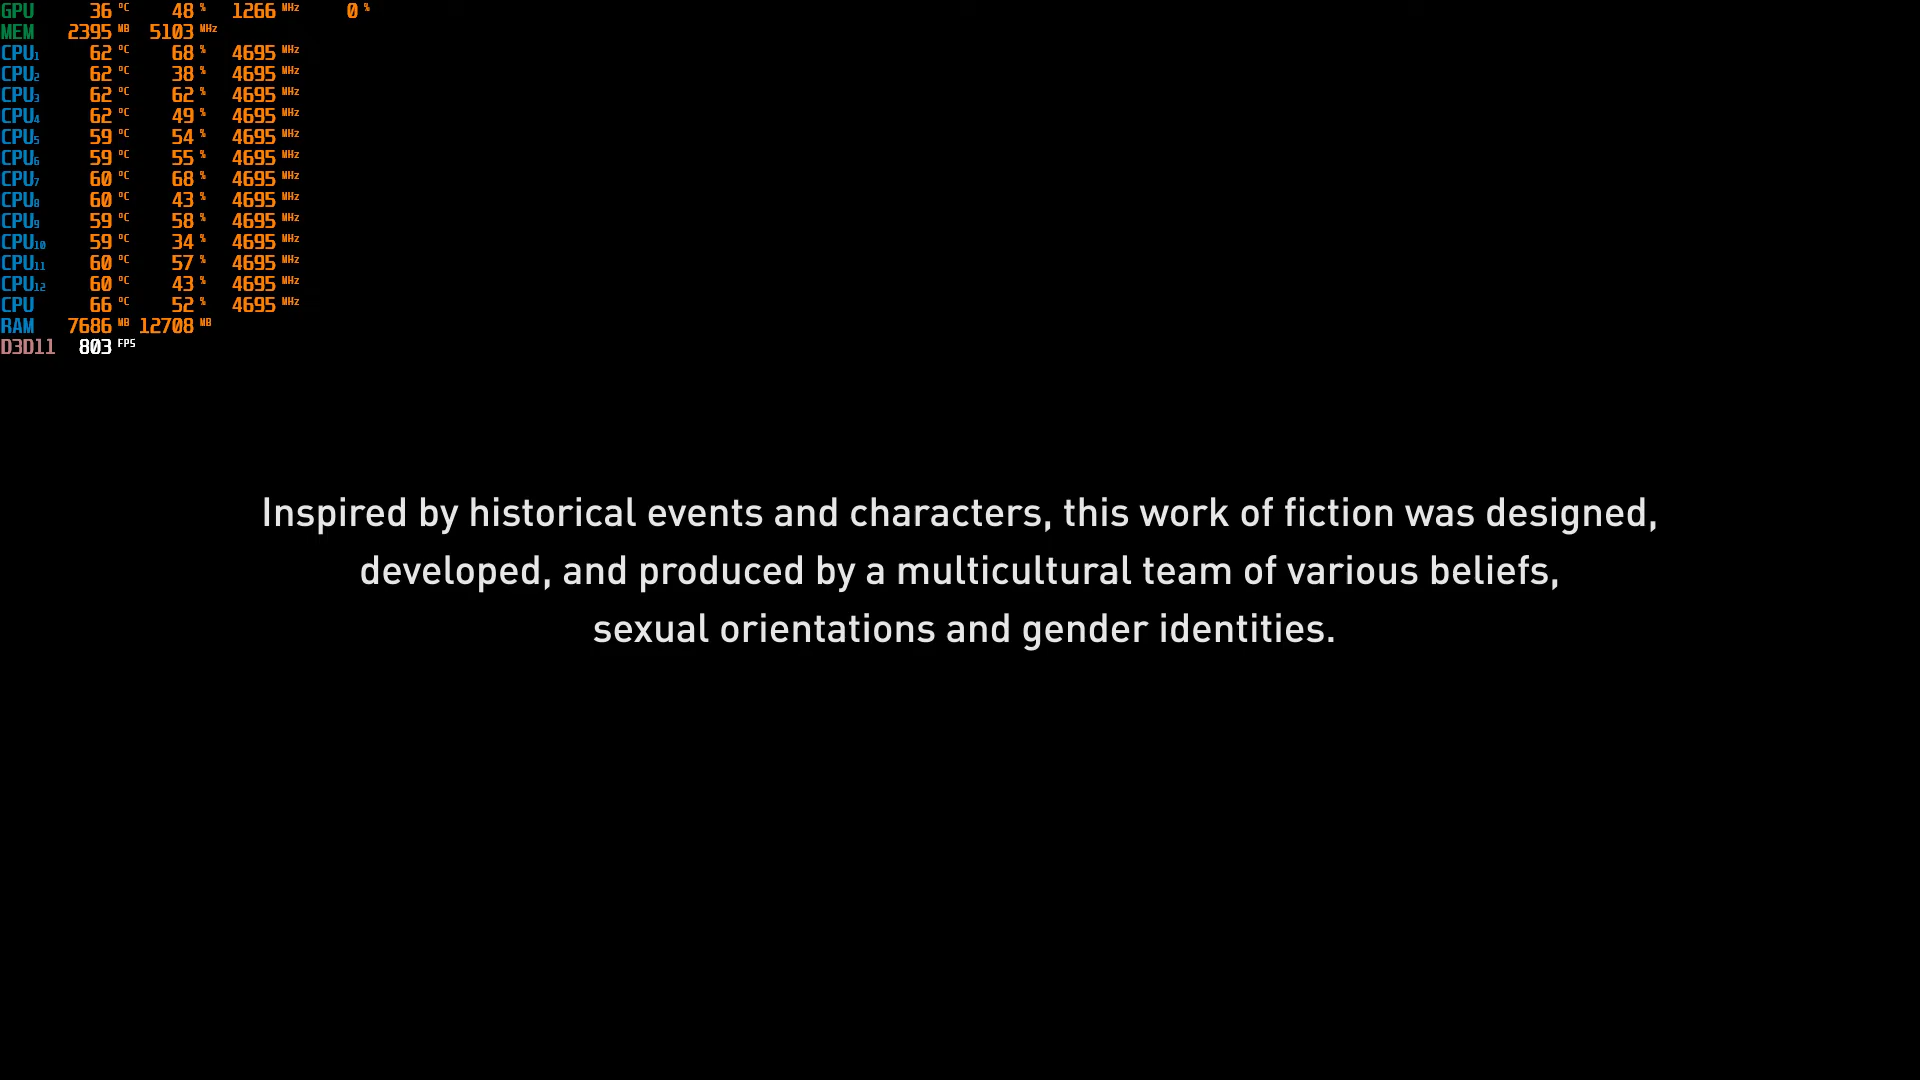 GPU 36 °C 48 % 1266 MHz 0 %
MEM 2395 MB 5103 MHz
CPU1 62 °C 68 % 4695 MHz
CPU2 62 °C 38 % 4695 MHz
CPU3 62 °C 62 % 4695 MHz
CPU4 62 °C 49 % 4695 MHz
CPU5 59 °C 54 % 4695 MHz
CPU6 59 °C 55 % 4695 MHz
CPU7 60 °C 68 % 4695 MHz
CPU8 60 °C 43 % 4695 MHz
CPU9 59 °C 58 % 4695 MHz
CPU10 59 °C 34 % 4695 MHz
CPU11 60 °C 57 % 4695 MHz
CPU12 60 °C 43 % 4695 MHz
CPU 66 °C 52 % 4695 MHz
RAM 7686 MB 12708 MB
D3D11 803 FPS
Inspired by historical events and characters, this work of fiction was designed,
developed, and produced by a multicultural team of various beliefs,
sexual orientations and gender identities.